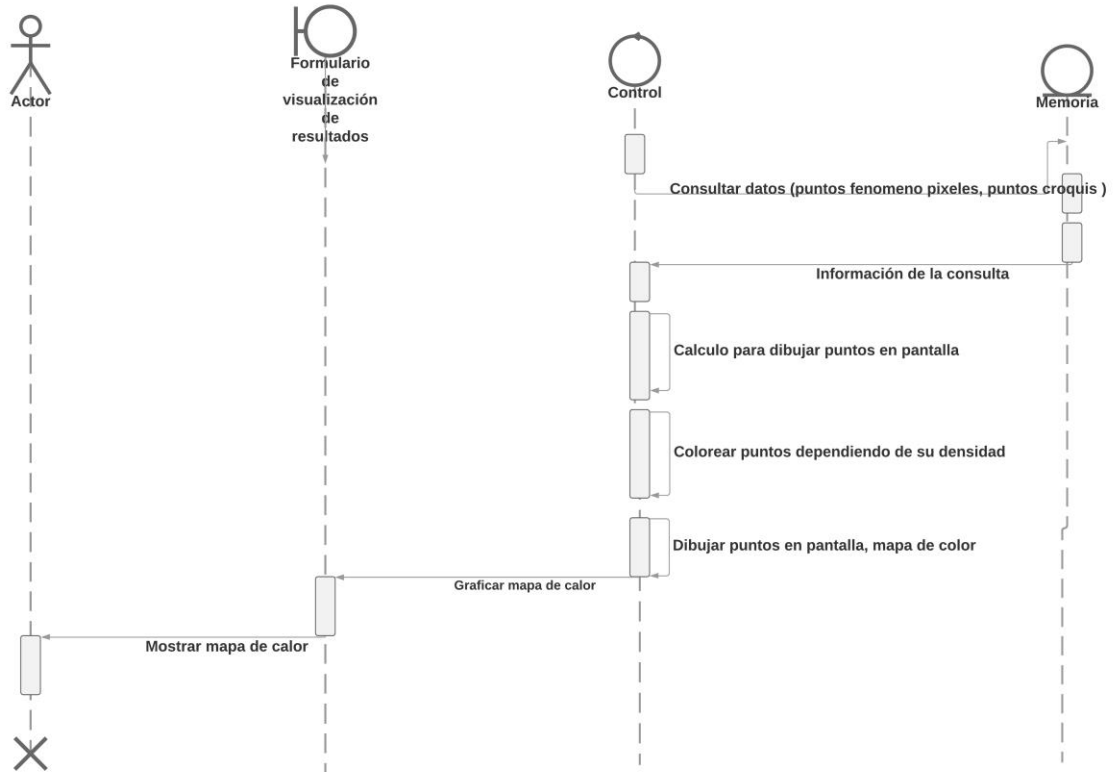 Formulario
de
visualización
de
resultados
Actor
Control
Memoria
Consultar datos (puntos fenomeno pixeles, puntos croquis )
Información de la consulta
Calculo para dibujar puntos en pantalla
Colorear puntos dependiendo de su densidad
Dibujar puntos en pantalla, mapa de color
Graficar mapa de calor
Mostrar mapa de calor